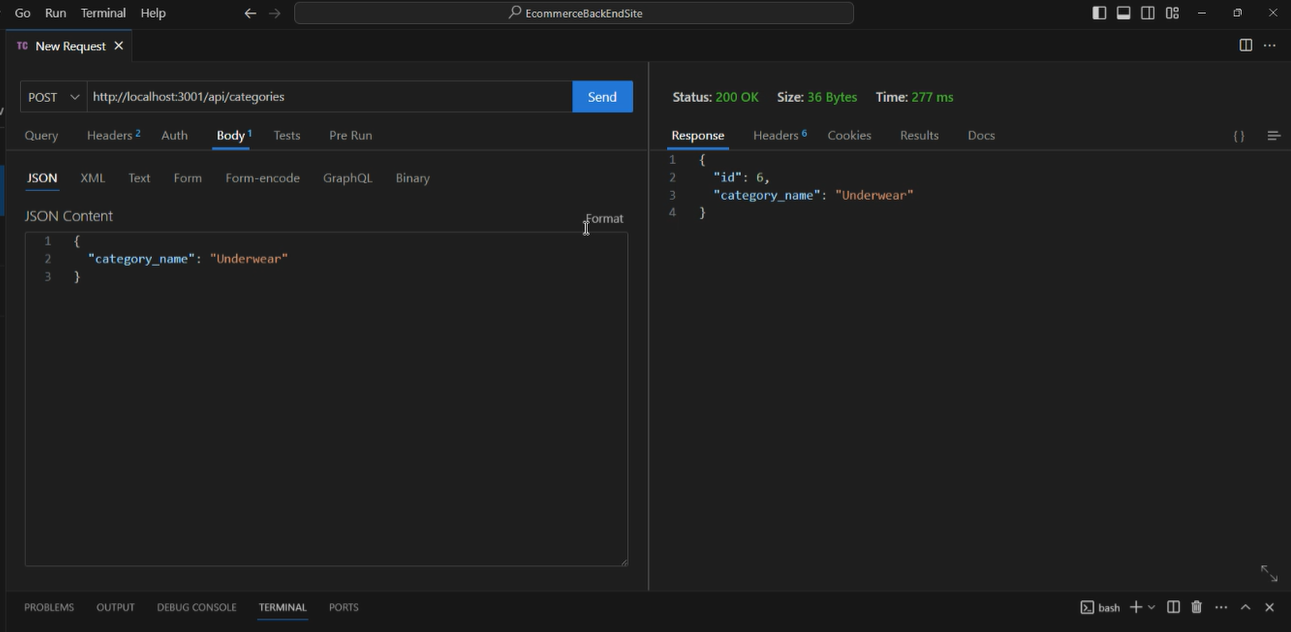 Go Run Terminal Help EcommerceBackEndSite
TC New Request
POST http://localhost:3001/api/categories Send
Status: 200 OK Size: 36 Bytes Time: 277 ms
Query Headers 2 Auth Body 1 Tests Pre Run
Response Headers 6 Cookies Results Docs { }
JSON XML Text Form Form-encode GraphQL Binary
JSON Content Format
1 {
2 "category_name": "Underwear"
3 }
1 {
2 "id": 6,
3 "category_name": "Underwear"
4 }
PROBLEMS OUTPUT DEBUG CONSOLE TERMINAL PORTS bash